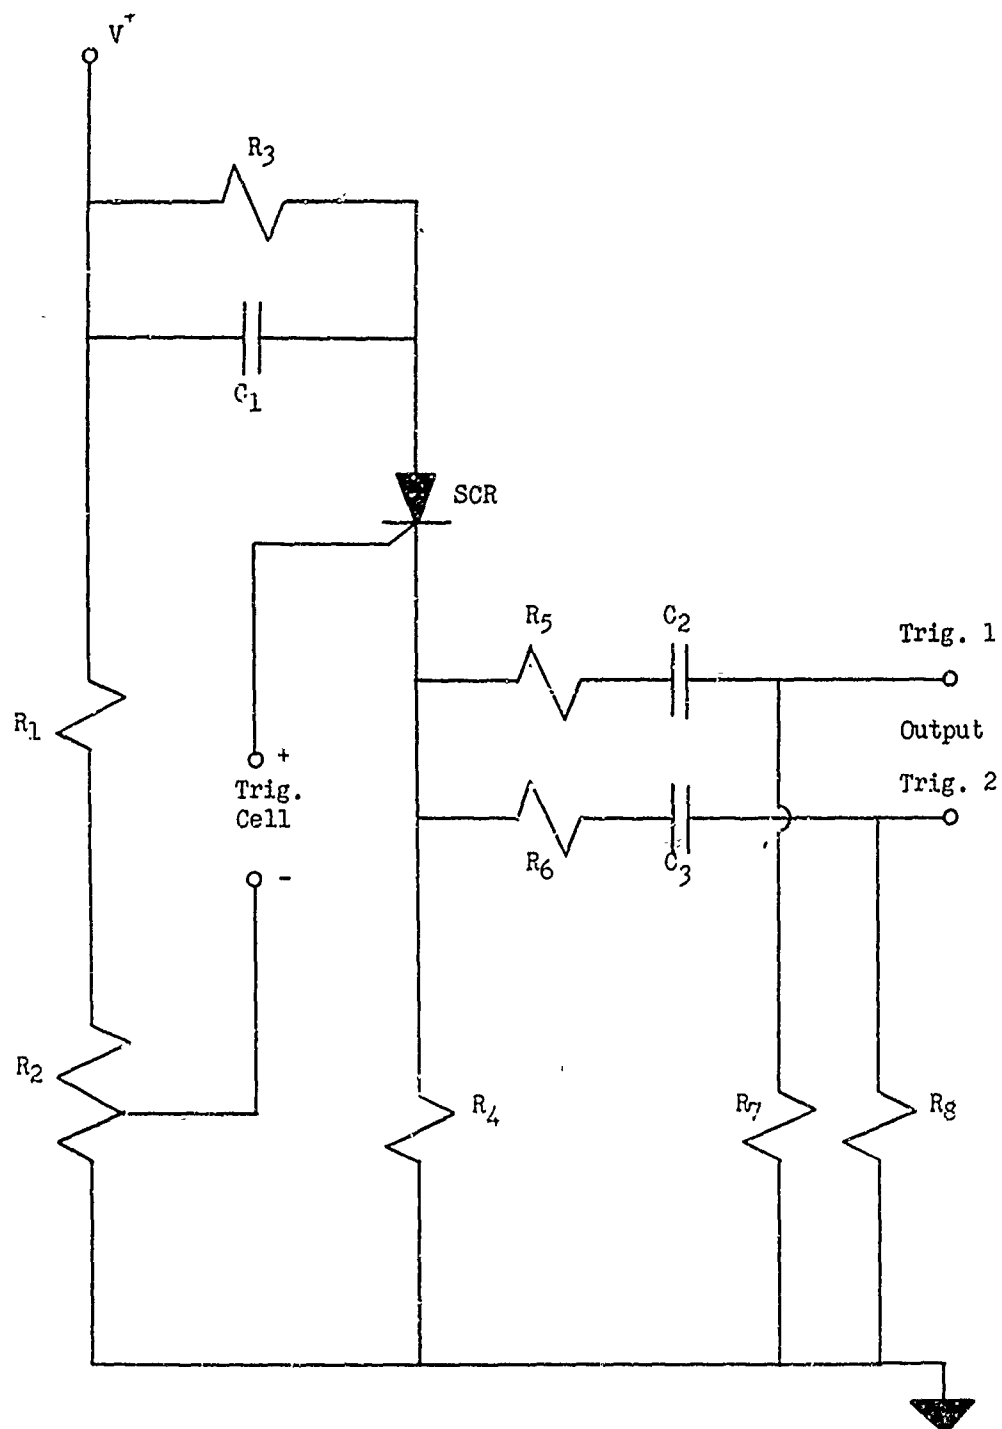 V+
R3
C1
SCR
R5
C2
Trig. 1
R1
+
Trig.
Cell
-
Output
Trig. 2
R6
C3
R2
R4
R7
R8